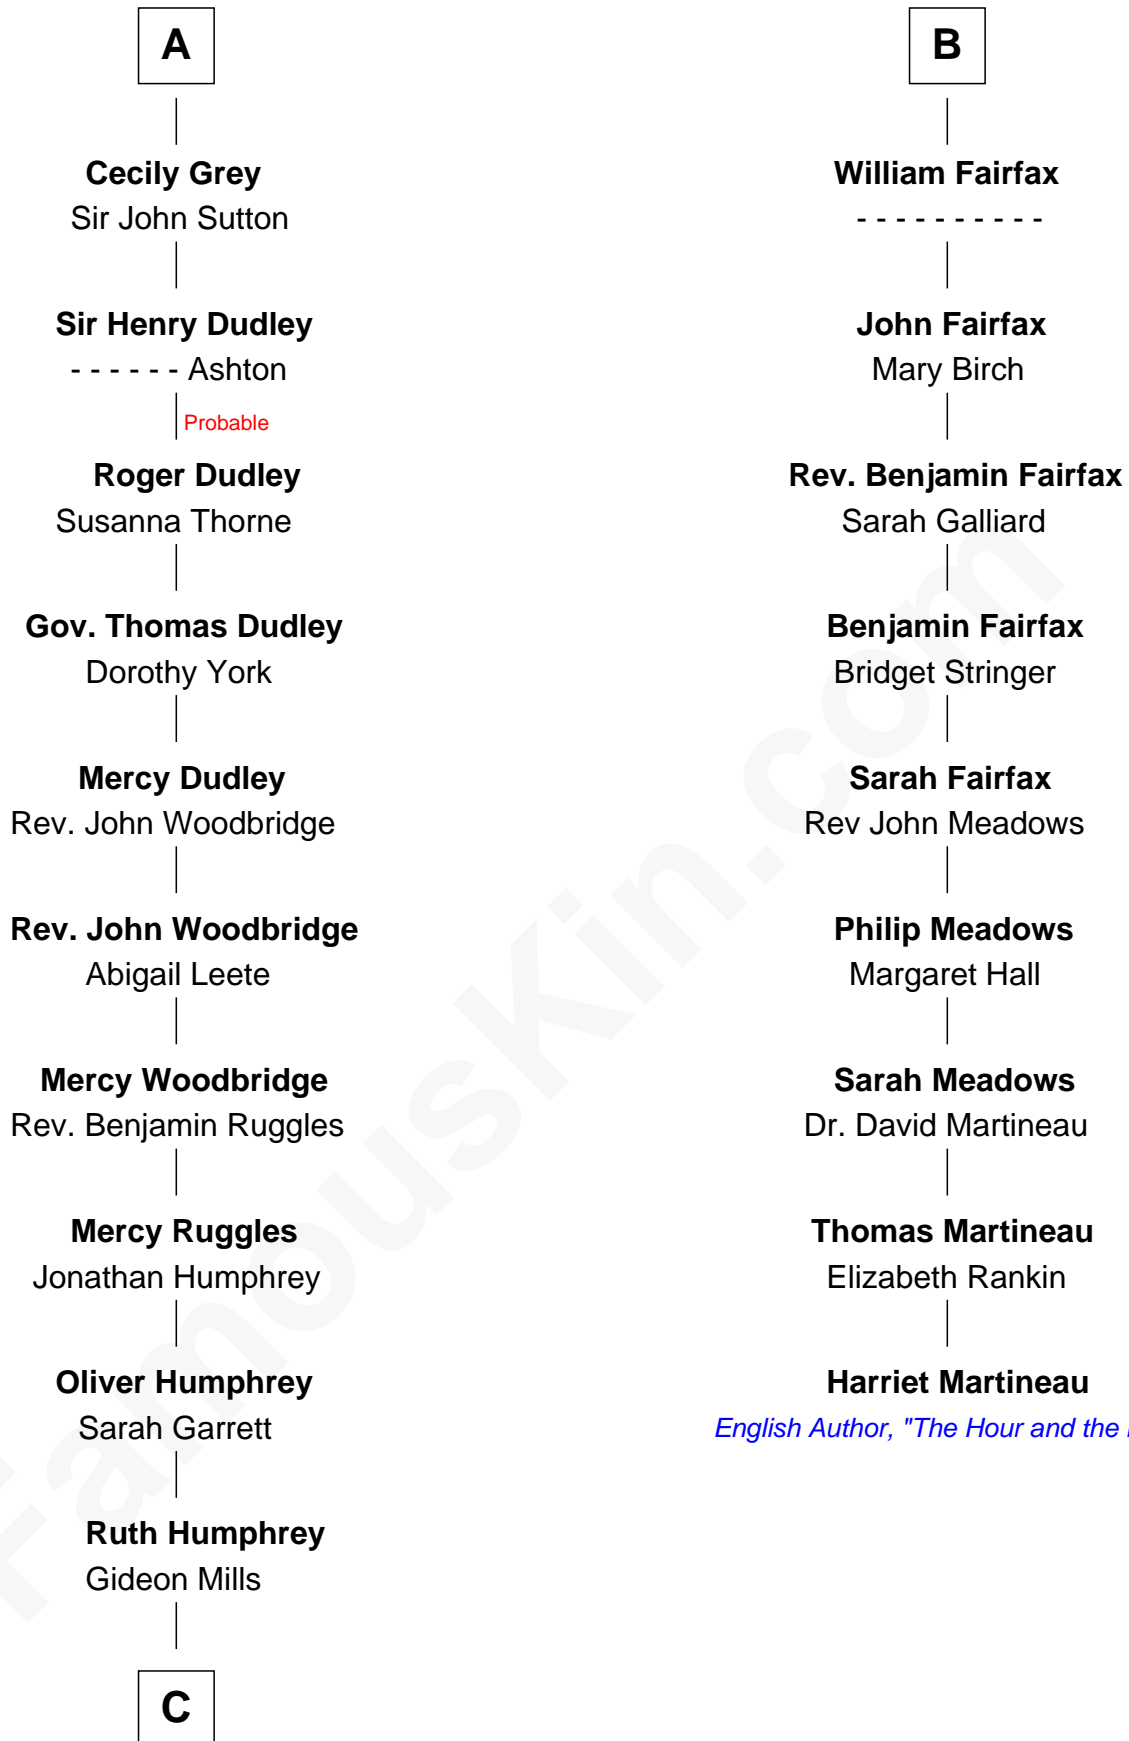 A
Cecily Grey
Sir John Sutton
Sir Henry Dudley
- - - - - - Ashton
Probable
Roger Dudley
Susanna Thorne
Gov. Thomas Dudley
Dorothy York
Mercy Dudley
Rev. John Woodbridge
Rev. John Woodbridge
Abigail Leete
Mercy Woodbridge
Rev. Benjamin Ruggles
Mercy Ruggles
Jonathan Humphrey
Oliver Humphrey
Sarah Garrett
Ruth Humphrey
Gideon Mills
C
B
William Fairfax
- - - - - - - - - -
John Fairfax
Mary Birch
Rev. Benjamin Fairfax
Sarah Galliard
Benjamin Fairfax
Bridget Stringer
Sarah Fairfax
Rev John Meadows
Philip Meadows
Margaret Hall
Sarah Meadows
Dr. David Martineau
Thomas Martineau
Elizabeth Rankin
Harriet Martineau
English Author, "The Hour and the
FamousKin.com